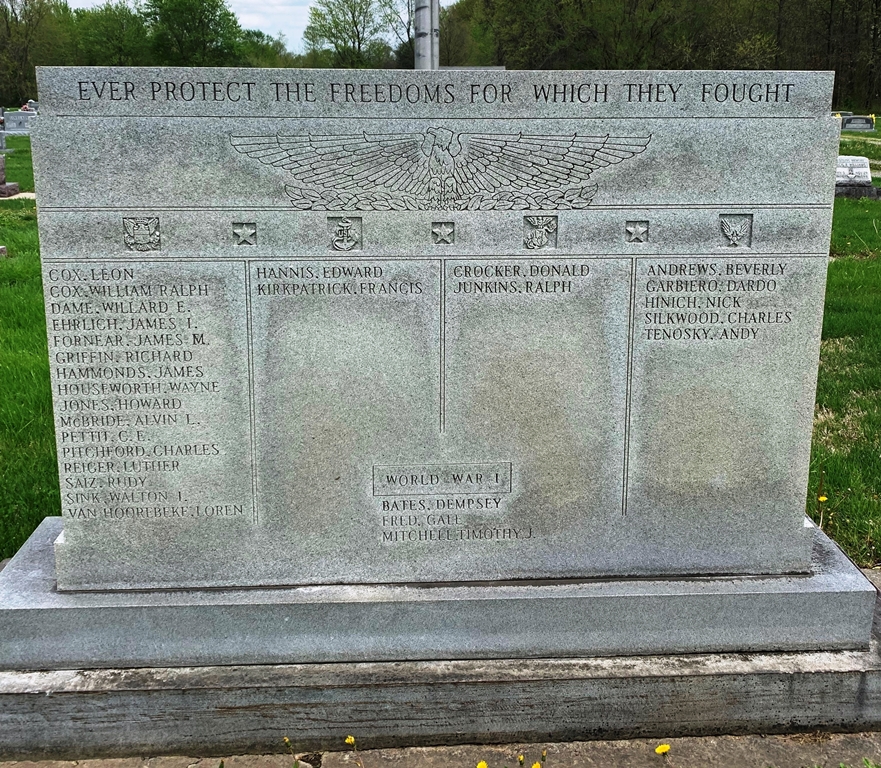 EVER PROTECT THE FREEDOMS FOR WHICH THEY FOUGHT
COX, LEON
COX, WILLIAM RALPH
DAME, WILLARD E.
EHRLICH, JAMES I.
FORNEAR, JAMES M.
GRIFFIN, RICHARD
HAMMONDS, JAMES
HOUSEWORTH, WAYNE
JONES, HOWARD
McBRIDE, ALVIN L.
PETTIT, C. E.
PITCHFORD, CHARLES
REIGER, LUTHER
SAIZ, RUDY
SINK, WALTON I.
VAN HOOREBEKE, LOREN
HANNIS, EDWARD
KIRKPATRICK, FRANCIS
CROCKER, DONALD
JUNKINS, RALPH
ANDREWS, BEVERLY
GARBIERO, DARDO
HINICH, NICK
SILKWOOD, CHARLES
TENOSKY, ANDY
WORLD WAR I
BATES, DEMPSEY
FRED, GALE
MITCHELL, TIMOTHY J.